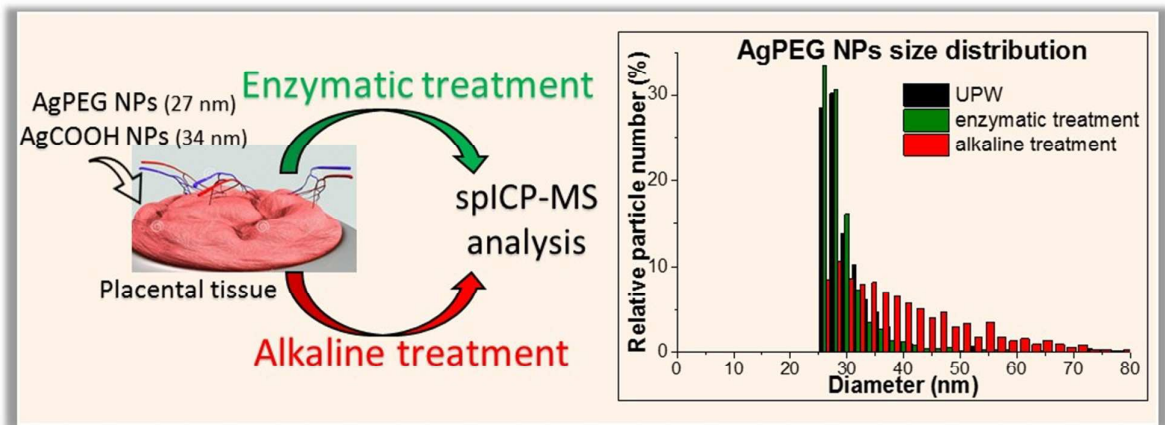 Enzymatic treatment
AgPEG NPs (27 nm)
AgCOOH NPs (34 nm)
Placental tissue
spICP-MS
analysis
Alkaline treatment
AgPEG NPs size distribution
Relative particle number (%)
30
20
10
0
UPW
enzymatic treatment
alkaline treatment
0 10 20 30 40 50 60 70 80
Diameter (nm)